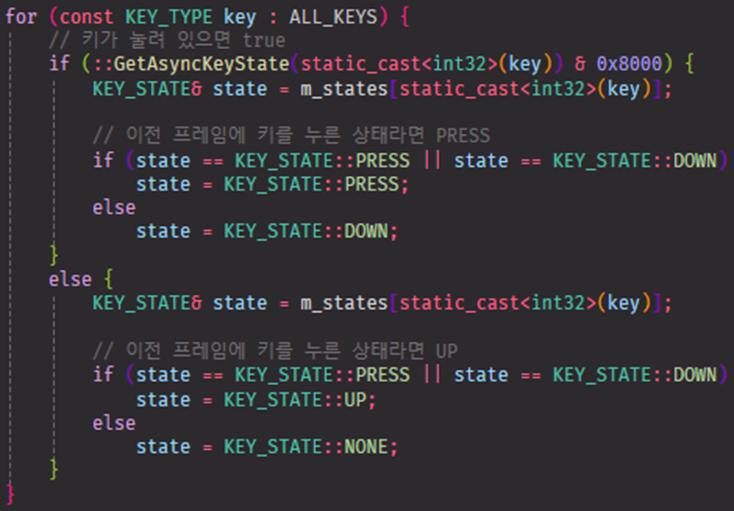 for (const KEY_TYPE key : ALL_KEYS) {
// 키가 눌려 있으면 true
if (::GetAsyncKeyState(static_cast<int32>(key)) & 0x8000) {
KEY_STATE& state = m_states[static_cast<int32>(key)];
// 이전 프레임에 키를 누른 상태라면 PRESS
if (state == KEY_STATE::PRESS || state == KEY_STATE::DOWN)
state = KEY_STATE::PRESS;
else
state = KEY_STATE::DOWN;
}
else {
KEY_STATE& state = m_states[static_cast<int32>(key)];
// 이전 프레임에 키를 누른 상태라면 UP
if (state == KEY_STATE::PRESS || state == KEY_STATE::DOWN)
state = KEY_STATE::UP;
else
state = KEY_STATE::NONE;
}
}